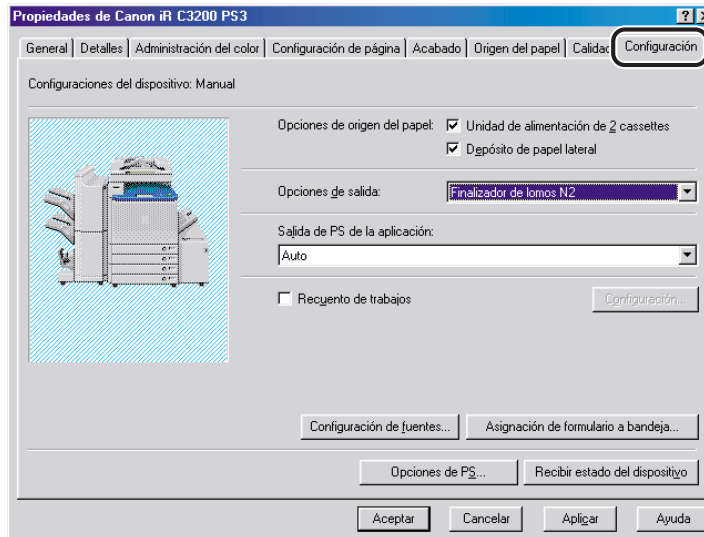 Propiedades de Canon iR C3200 PS3
General Detalles Administración del color Configuración de página Acabado Origen del papel Calidad Configuración
Configuraciones del dispositivo: Manual
Opciones de origen del papel: Unidad de alimentación de 2 cassettes
Depósito de papel lateral
Opciones de salida: Finalizador de lomos N2
Salida de PS de la aplicación:
Auto
Recuento de trabajos Configuración...
Configuración de fuentes... Asignación de formulario a bandeja...
Opciones de PS... Recibir estado del dispositivo
Aceptar Cancelar Aplicar Ayuda